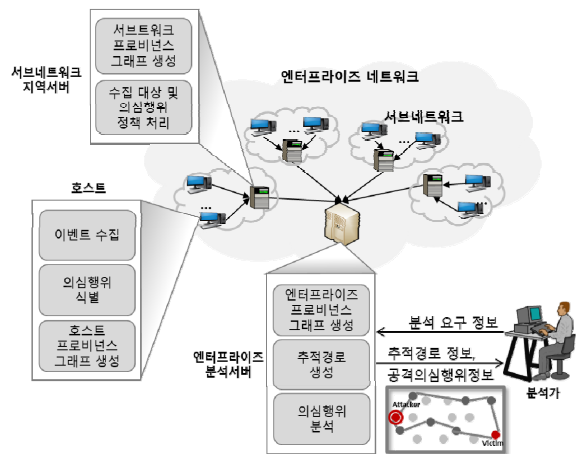 서브트워크
프로비넌스
그래프 생성
수집 대상 및
의심행위
정책 처리
서브네트워크
지역서버
엔터프라이즈 네트워크
서브네트워크
...
...
...
호스트
이벤트 수집
의심행위
식별
호스트
프로비넌스
그래프 생성
엔터프라이즈
프로비넌스
그래프 생성
추적경로
생성
의심행위
분석
엔터프라이즈
분석서버
분석 요구 정보
추적경로 정보,
공격의심행위정보
분석가
Attacker
Victim